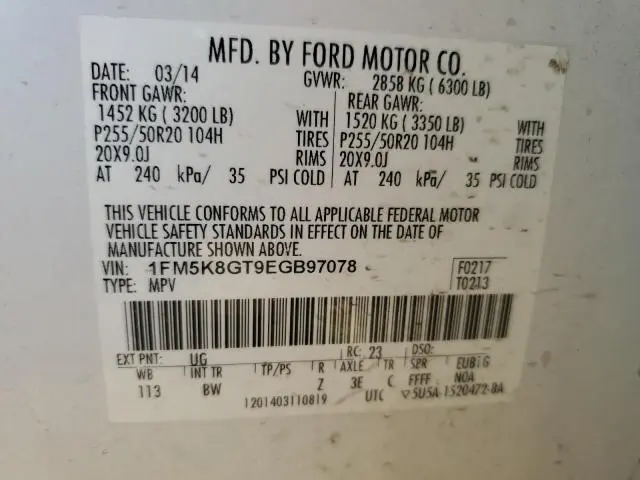 MFD. BY FORD MOTOR CO.
DATE: 03/14 GVWR: 2858 KG ( 6300 LB)
FRONT GAWR: REAR GAWR:
1452 KG ( 3200 LB) WITH 1520 KG ( 3350 LB) WITH
P255/50R20 104H TIRES P255/50R20 104H TIRES
20X9.0J RIMS 20X9.0J RIMS
AT 240 kPa/ 35 PSI COLD AT 240 kPa/ 35 PSI COLD
THIS VEHICLE CONFORMS TO ALL APPLICABLE FEDERAL MOTOR
VEHICLE SAFETY STANDARDS IN EFFECT ON THE DATE OF
MANUFACTURE SHOWN ABOVE.
VIN: 1FM5K8GT9EGB97078 F0217
TYPE: MPV T0213
EXT PNT: UG RC: 23 DSO:
WB INT TR TP/PS R AXLE TR SPR EUB1G
113 BW Z 3E C FFFF NOA
1201403110819 UTC ▽5U5A-1520472-BA